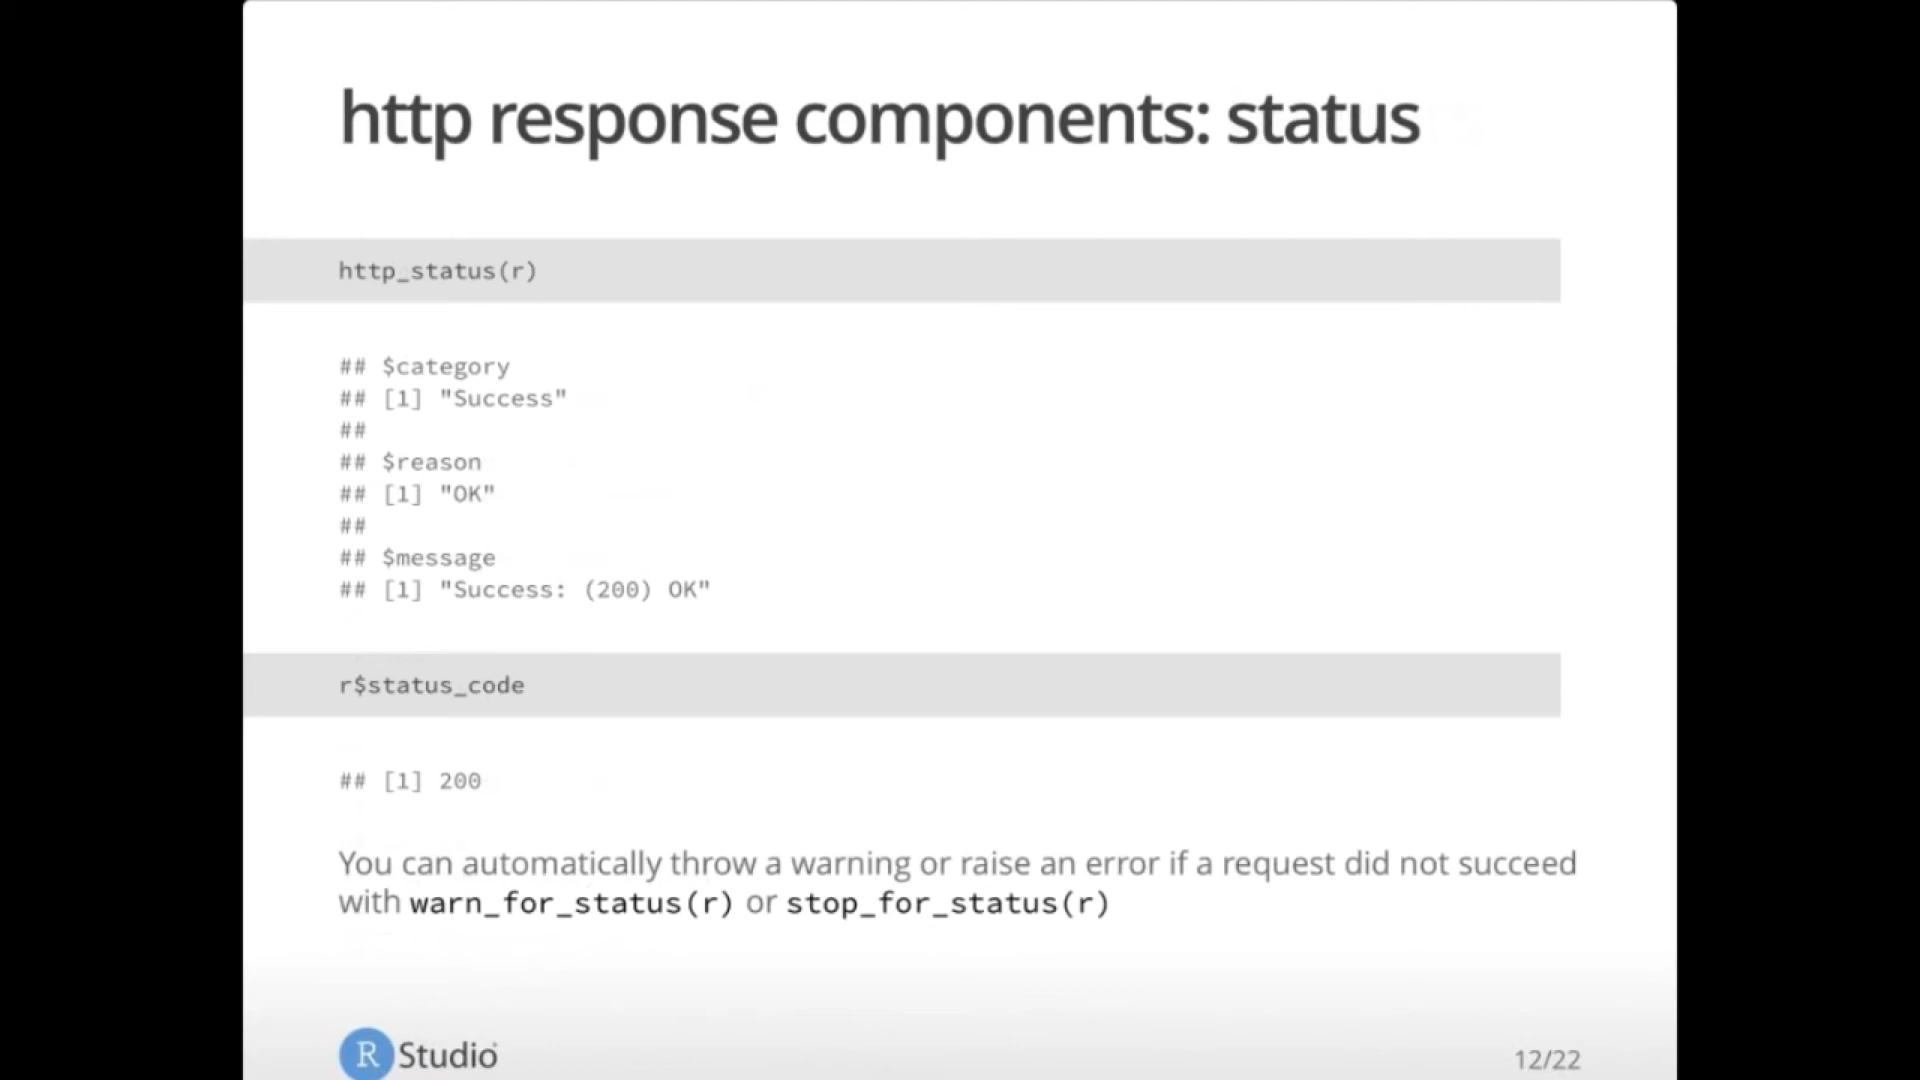 http response components: status
http_status(r)
## $category
## [1] "Success"
##
## $reason
## [1] "OK"
##
## $message
## [1] "Success: (200) OK"
r$status_code
## [1] 200
You can automatically throw a warning or raise an error if a request did not succeed
with warn_for_status(r) or stop_for_status(r)
R Studio
12/22